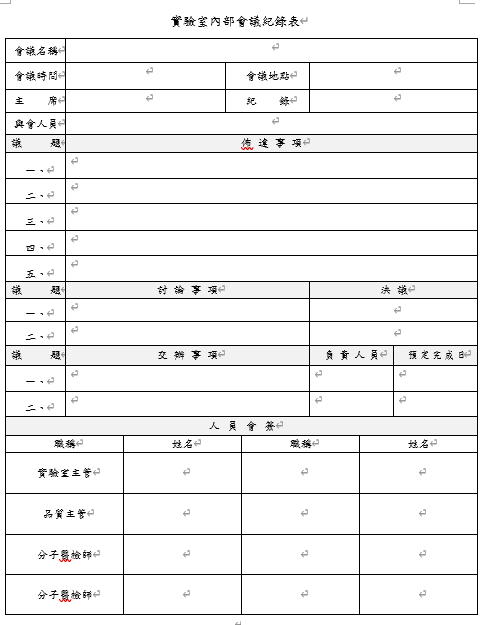 實驗室內部會議紀錄表
會議名稱
會議時間 會議地點
主 席 紀 錄
與會人員
議 題 佈 達 事 項
一、
二、
三、
四、
五、
議 題 討 論 事 項 決 議
一、
二、
議 題 交 辦 事 項 負 責 人 員 預定完成日
一、
二、
人 員 會 簽
職稱 姓名 職稱 姓名
實驗室主管
品質主管
分子醫檢師
分子醫檢師